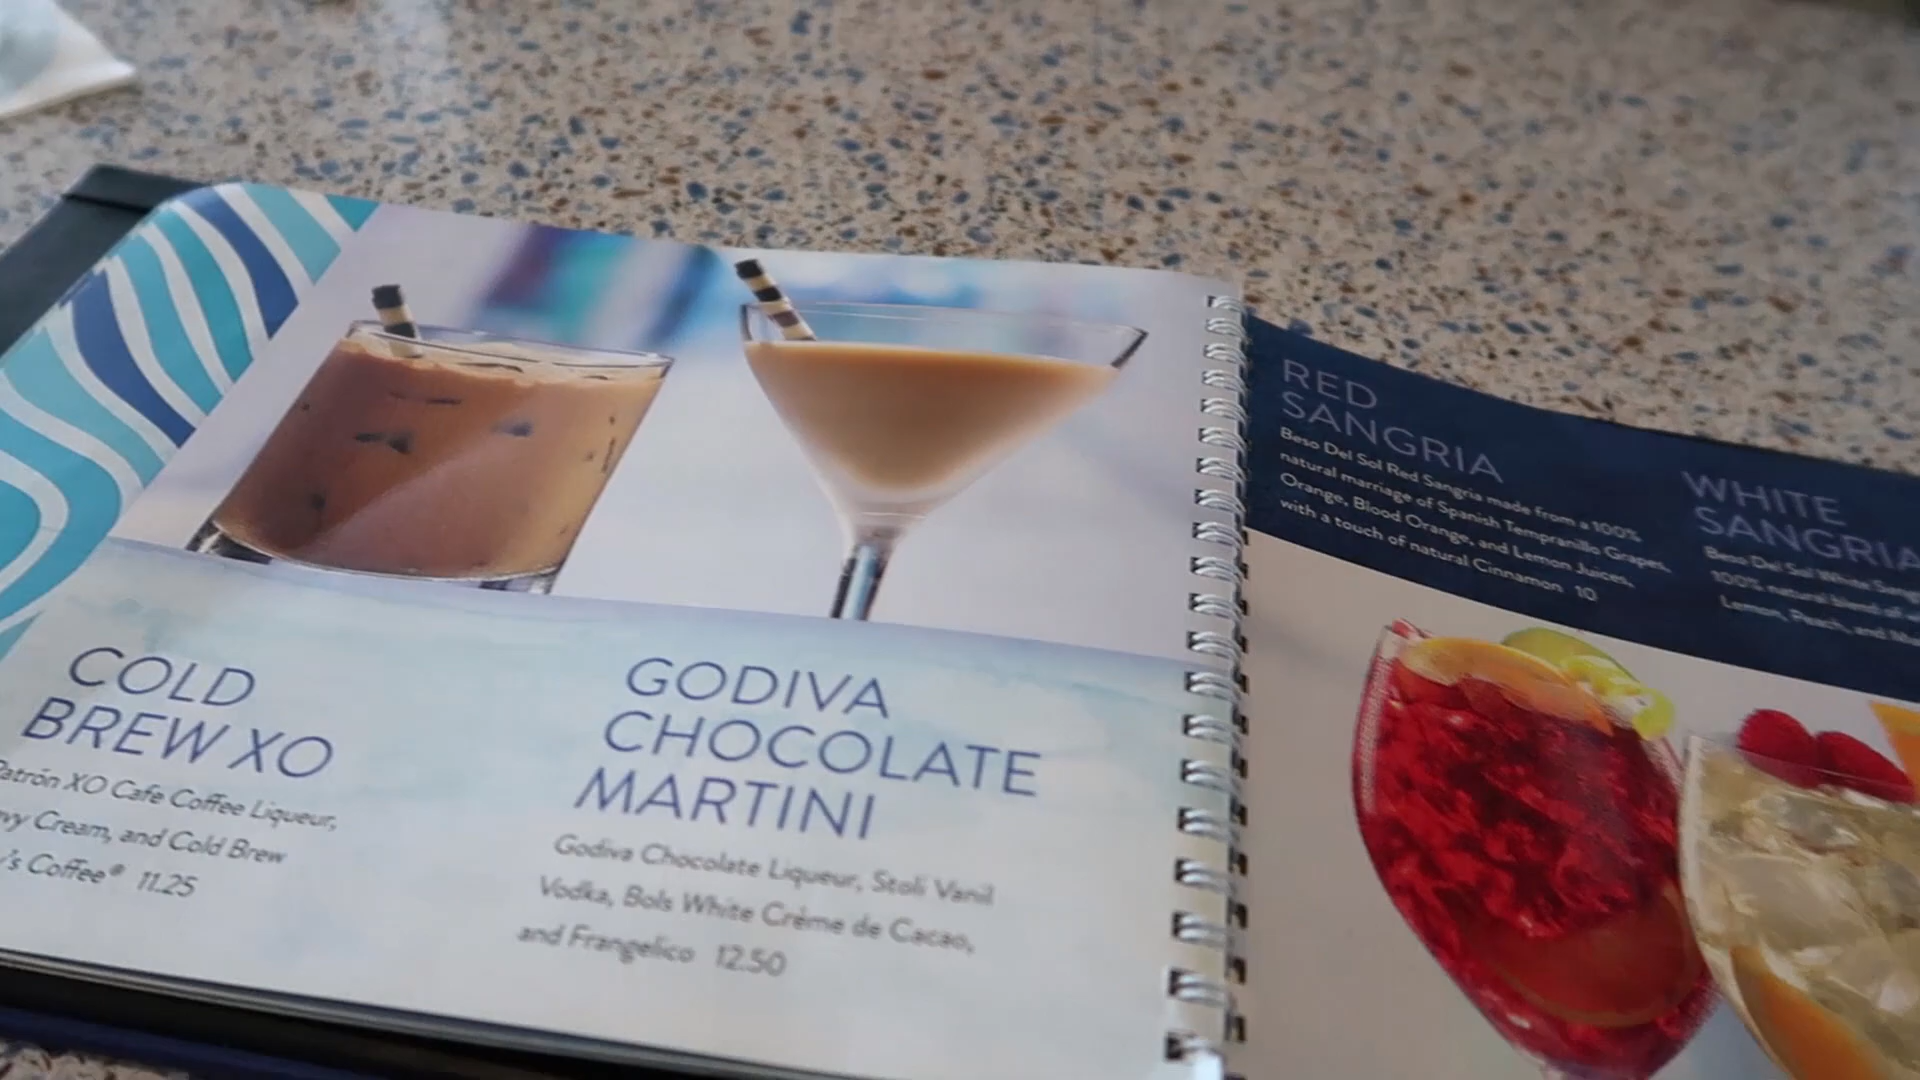 COLD
BREW XO
Patrón XO Cafe Coffee Liqueur,
Cream, and Cold Brew
Coffee® 11.25
GODIVA
CHOCOLATE
MARTINI
Godiva Chocolate Liqueur, Stoli Vanil
Vodka, Bols White Crème de Cacao,
and Frangelico 12.50
RED
SANGRIA
Beso Del Sol Red Sangria made from a 100%
natural marriage of Spanish Tempranillo Grapes,
Orange, Blood Orange, and Lemon Juices,
with a touch of natural Cinnamon 10
WHITE
SANGRIA
Beso Del Sol White
100% natural blend of
Lemon, Peach, and